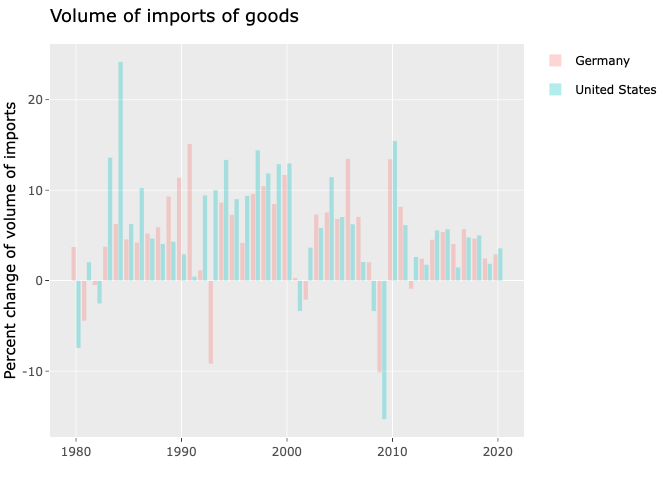 Volume of imports of goods
Germany
United States
Percent change of volume of imports
20
10
0
-10
1980
1990
2000
2010
2020